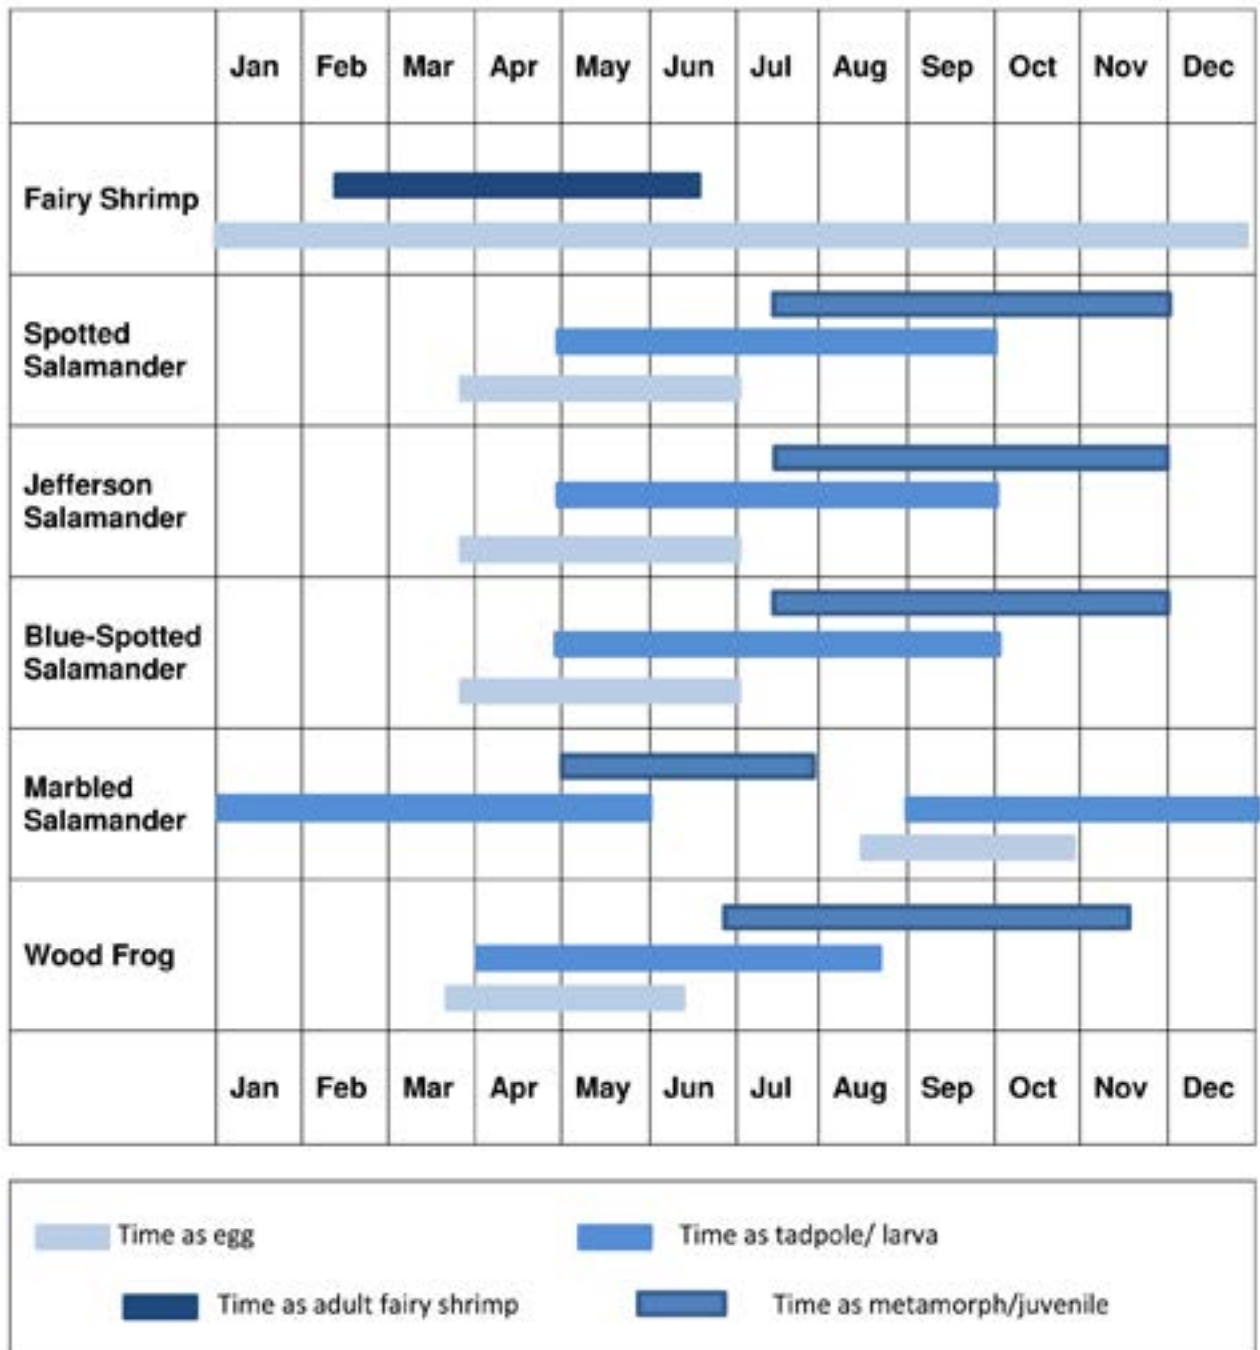 Jan Feb Mar Apr May Jun Jul Aug Sep Oct Nov Dec
Fairy Shrimp
Spotted
Salamander
Jefferson
Salamander
Blue-Spotted
Salamander
Marbled
Salamander
Wood Frog
Jan Feb Mar Apr May Jun Jul Aug Sep Oct Nov Dec
Time as egg Time as tadpole/ larva
Time as adult fairy shrimp Time as metamorph/juvenile